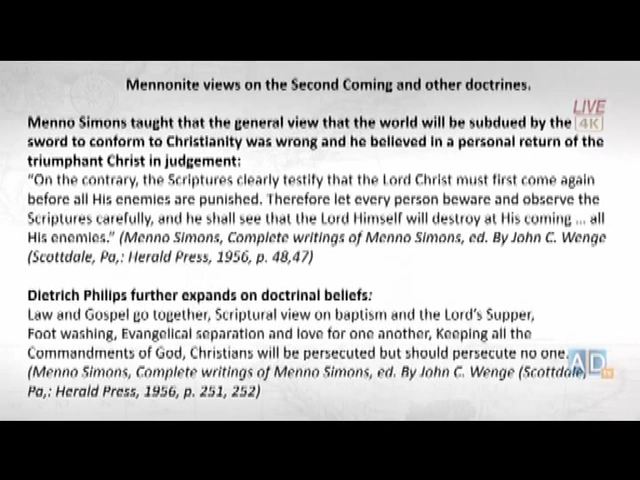 Mennonite views on the Second Coming and other doctrines.
LIVE
4K
Menno Simons taught that the general view that the world will be subdued by the
sword to conform to Christianity was wrong and he believed in a personal return of the
triumphant Christ in judgement:
“On the contrary, the Scriptures clearly testify that the Lord Christ must first come again
before all His enemies are punished. Therefore let every person beware and observe the
Scriptures carefully, and he shall see that the Lord Himself will destroy at His coming ... all
His enemies.” (Menno Simons, Complete writings of Menno Simons, ed. By John C. Wenge
(Scottdale, Pa,: Herald Press, 1956, p. 48,47)
Dietrich Philips further expands on doctrinal beliefs:
Law and Gospel go together, Scriptural view on baptism and the Lord’s Supper,
Foot washing, Evangelical separation and love for one another, Keeping all the
Commandments of God, Christians will be persecuted but should persecute no one.
(Menno Simons, Complete writings of Menno Simons, ed. By John C. Wenge (Scottdale,
Pa,: Herald Press, 1956, p. 251, 252)
AD
TV